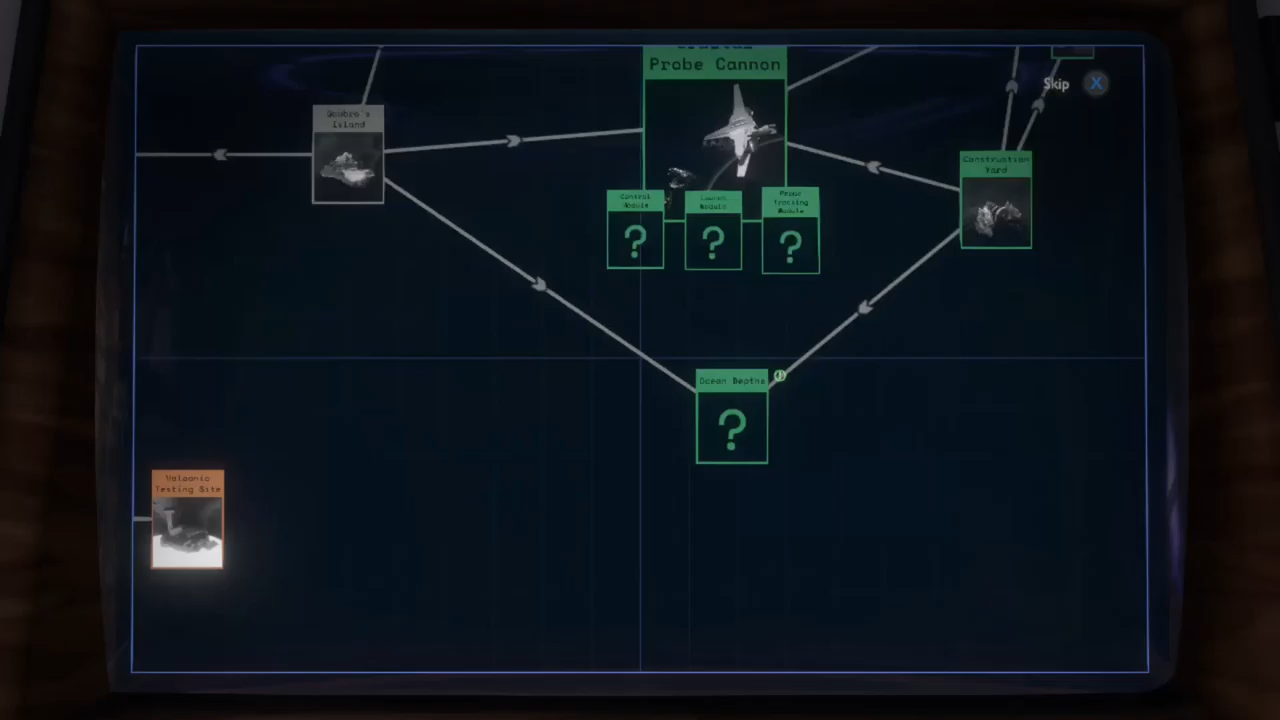 Probe Cannon
Skip X
Gabbro's
Island
Construction
Yard
Control
Module
Launch
Module
Probe
Tracking
Module
Ocean Depths
Volcanic
Testing Site